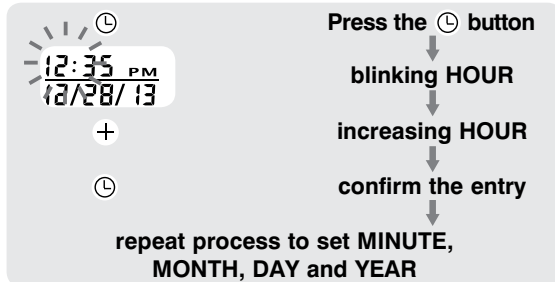 Press the button
12:35 PM
blinking HOUR
12/28/13
+
increasing HOUR
confirm the entry
repeat process to set MINUTE,
MONTH, DAY and YEAR